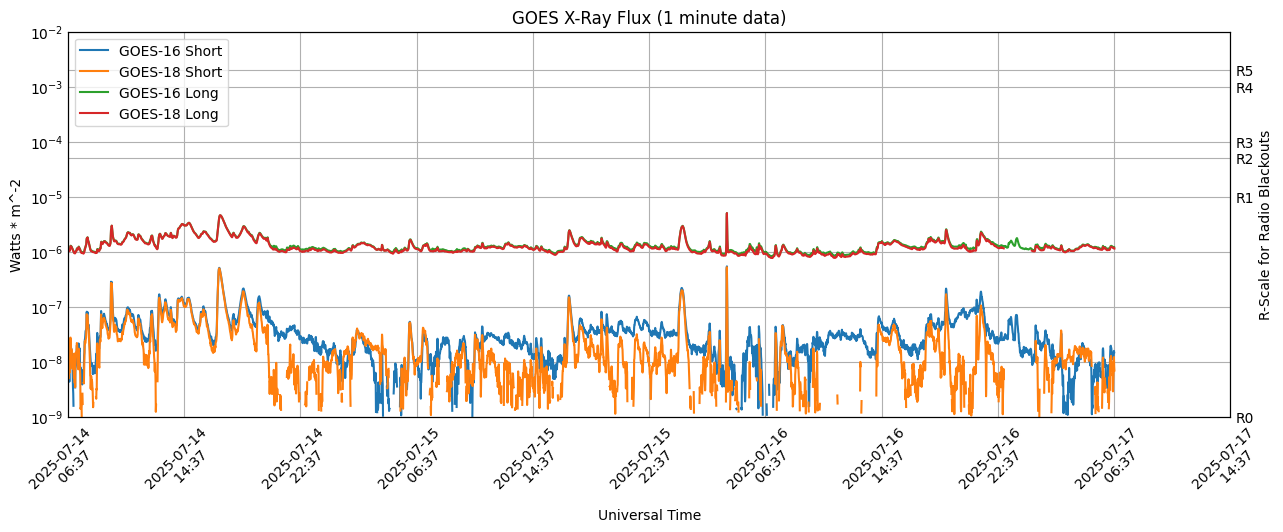 GOES X-Ray Flux (1 minute data)
GOES-16 Short
GOES-18 Short
GOES-16 Long
GOES-18 Long
Watts * m^-2
10⁻²
10⁻³
10⁻⁴
10⁻⁵
10⁻⁶
10⁻⁷
10⁻⁸
10⁻⁹
R5
R4
R3
R2
R1
R0
R-Scale for Radio Blackouts
2025-07-14
06:37
2025-07-14
14:37
2025-07-14
22:37
2025-07-15
06:37
2025-07-15
14:37
2025-07-15
22:37
2025-07-16
06:37
2025-07-16
14:37
2025-07-16
22:37
2025-07-17
06:37
2025-07-17
14:37
Universal Time